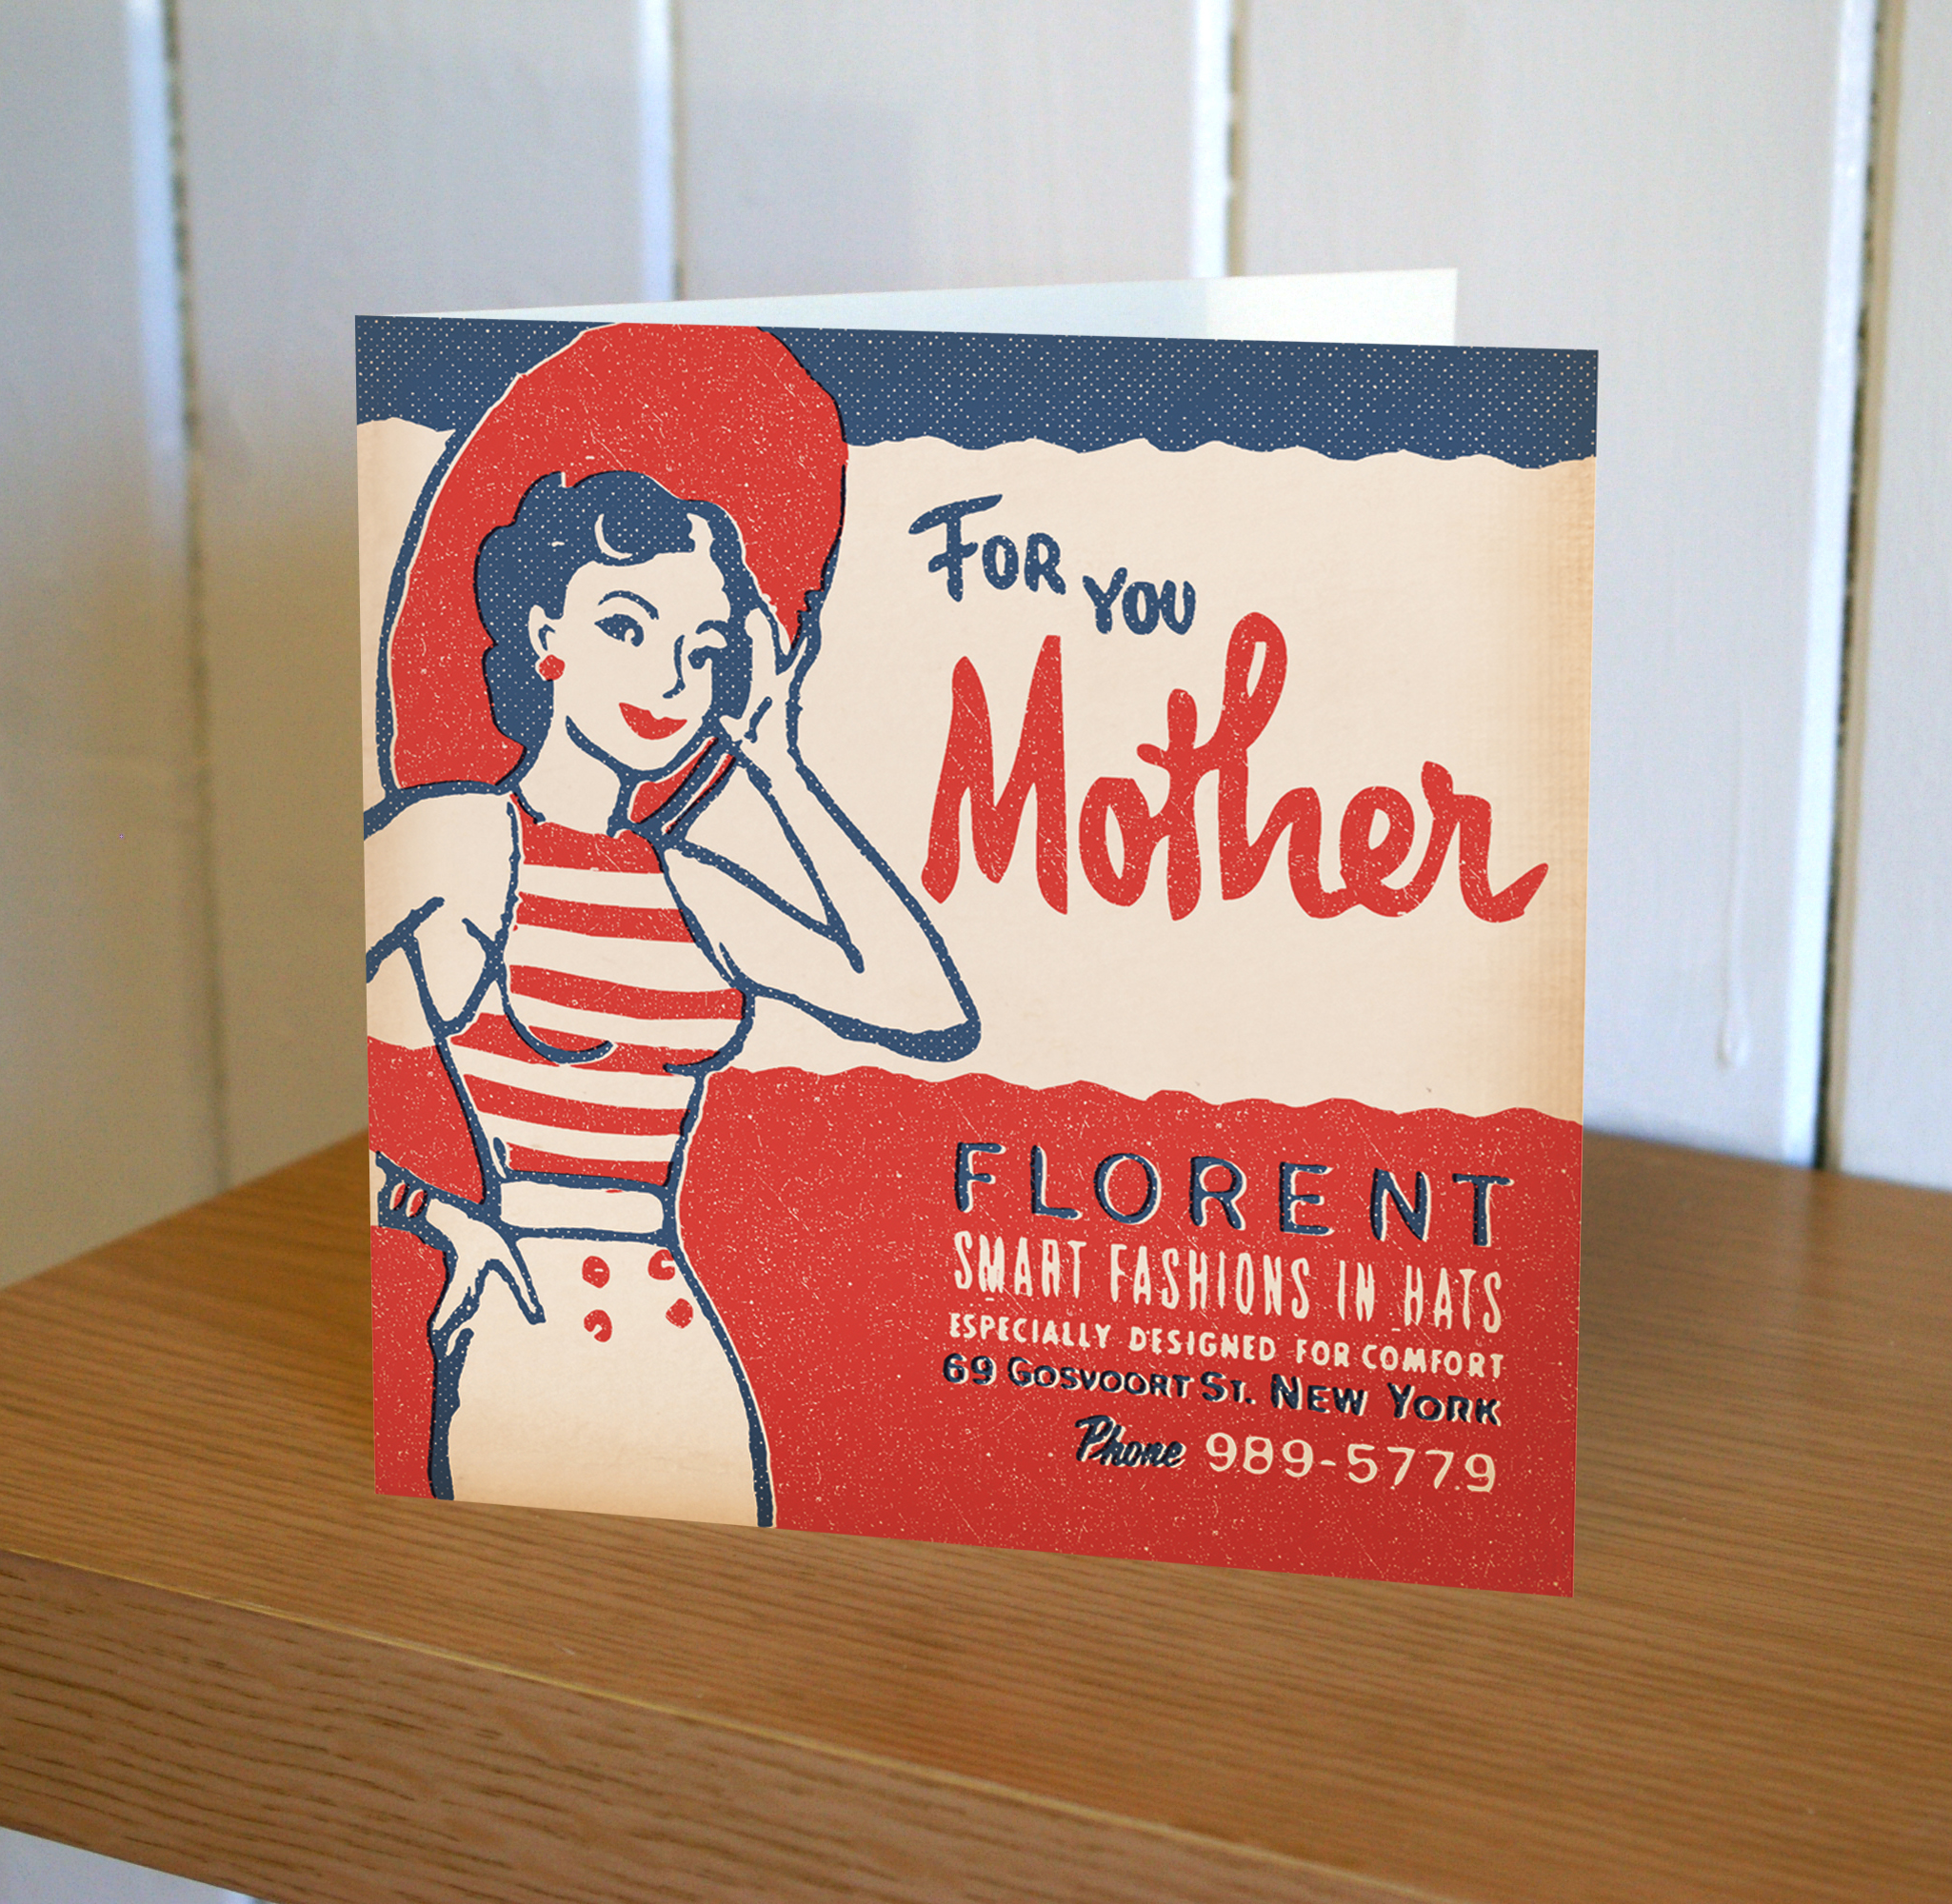 FOR YOU
Mother
FLORENT
SMART FASHIONS IN HATS
ESPECIALLY DESIGNED FOR COMFORT
69 GOSVOORT ST. NEW YORK
Phone 989-5779